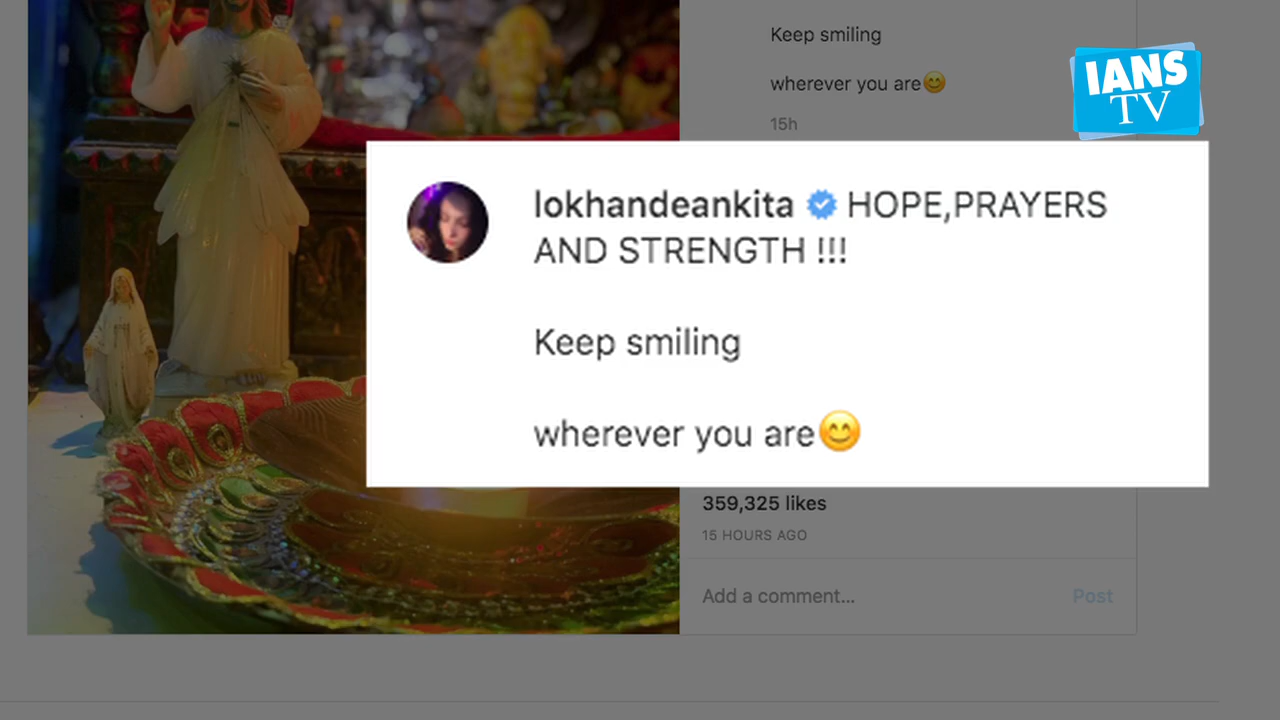 Keep smiling
wherever you are😊
15h
IANS
TV
lokhandeankita HOPE,PRAYERS
AND STRENGTH !!!
Keep smiling
wherever you are😊
359,325 likes
15 HOURS AGO
Add a comment...
Post